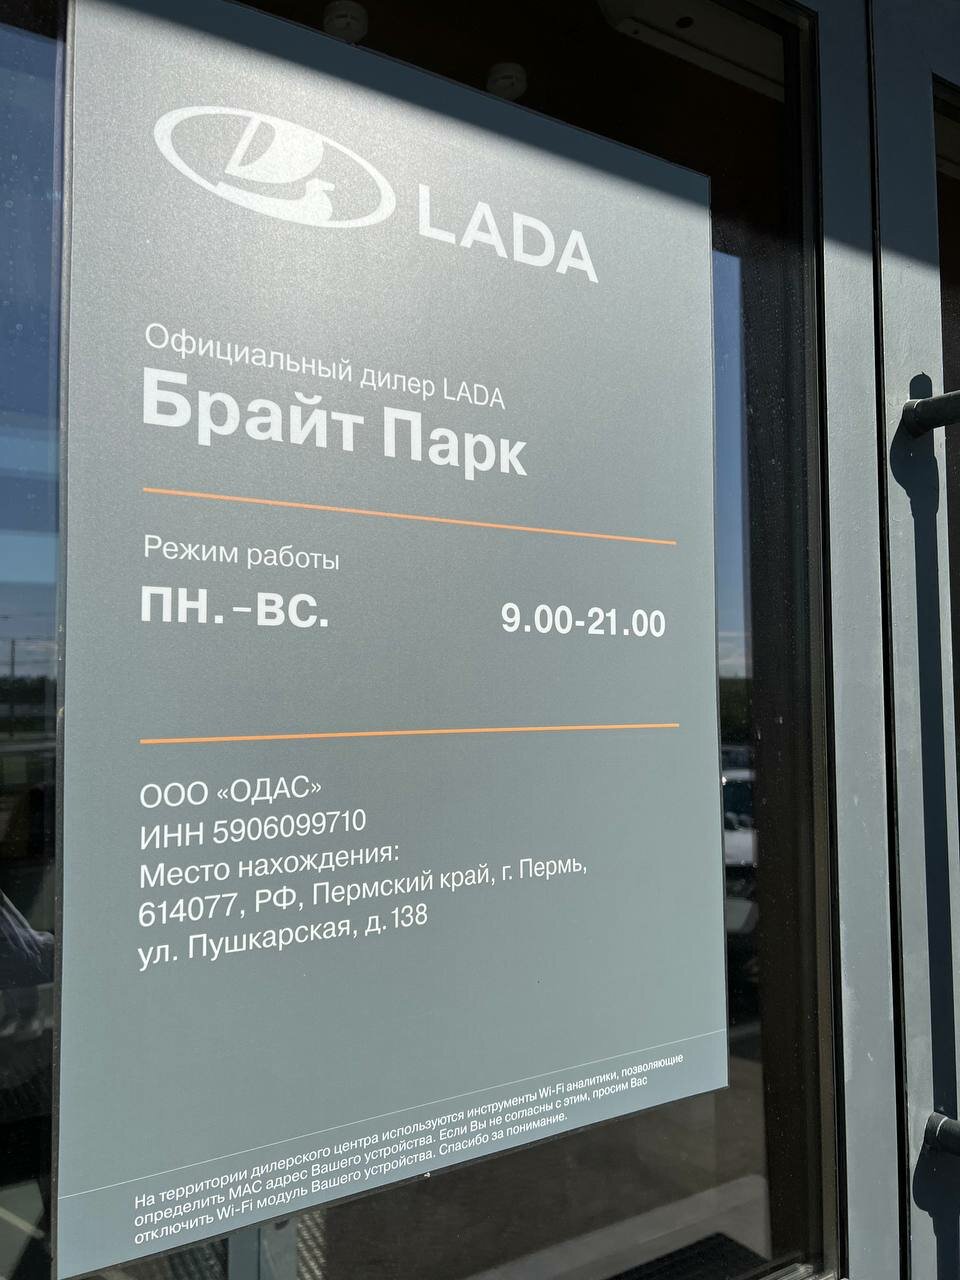 LADA
Официальный дилер LADA
Брайт Парк
Режим работы
ПН.-ВС. 9.00-21.00
ООО «ОДАС»
ИНН 5906099710
Место нахождения:
614077, РФ, Пермский край, г. Пермь,
ул. Пушкарская, д.138
На территории дилерского центра используются инструменты Wi-Fi аналитики, позволяющие
определить MAC адрес Вашего устройства. Если Вы не согласны с этим, просим Вас
отключить Wi-Fi модуль Вашего устройства. Спасибо за понимание.